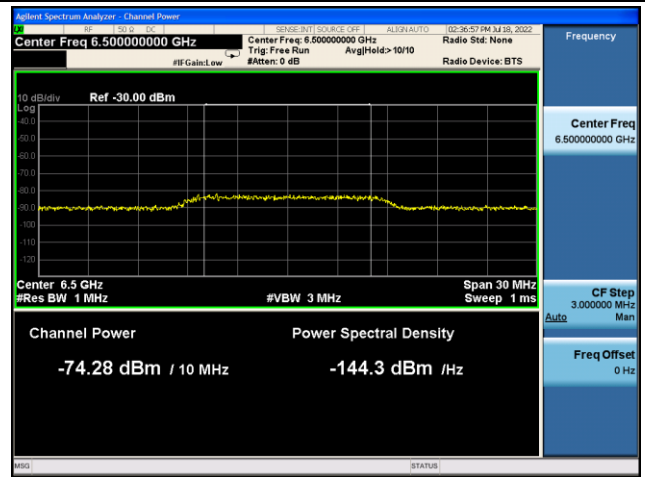 Agilent Spectrum Analyzer - Channel Power
RF 50 Ω DC SENSE:INT SOURCE OFF ALIGN AUTO 02:36:57 PM Jul 18, 2022
Center Freq 6.500000000 GHz
Center Freq: 6.500000000 GHz
Radio Std: None
Trig: Free Run Avg|Hold:> 10/10
#IFGain:Low #Atten: 0 dB Radio Device: BTS
Frequency
10 dB/div Ref -30.00 dBm
Log
-40.0
-50.0
-60.0
-70.0
-80.0
-90.0
-100
-110
-120
Center 6.5 GHz Span 30 MHz
#Res BW 1 MHz #VBW 3 MHz Sweep 1 ms
Channel Power Power Spectral Density
-74.28 dBm / 10 MHz -144.3 dBm /Hz
Center Freq
6.500000000 GHz
CF Step
3.000000 MHz
Auto Man
Freq Offset
0 Hz
MSG STATUS